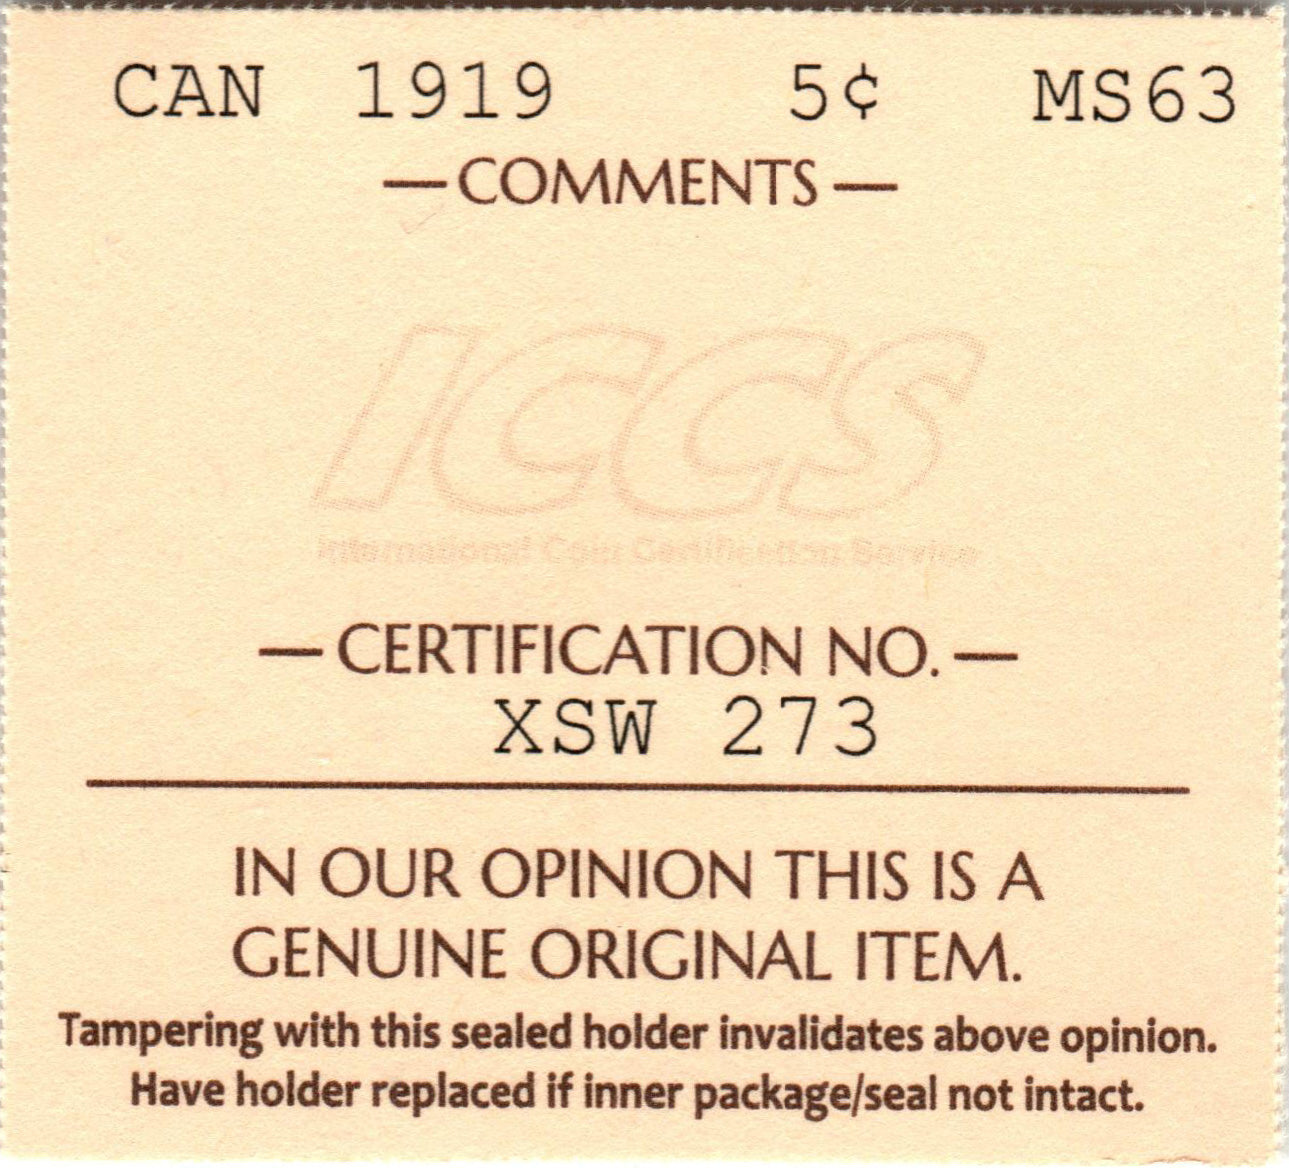 CAN 1919 5¢ MS63
— COMMENTS —
ICCS
International Coin Certification Service
— CERTIFICATION NO. —
XSW 273
IN OUR OPINION THIS IS A
GENUINE ORIGINAL ITEM.
Tampering with this sealed holder invalidates above opinion.
Have holder replaced if inner package/seal not intact.